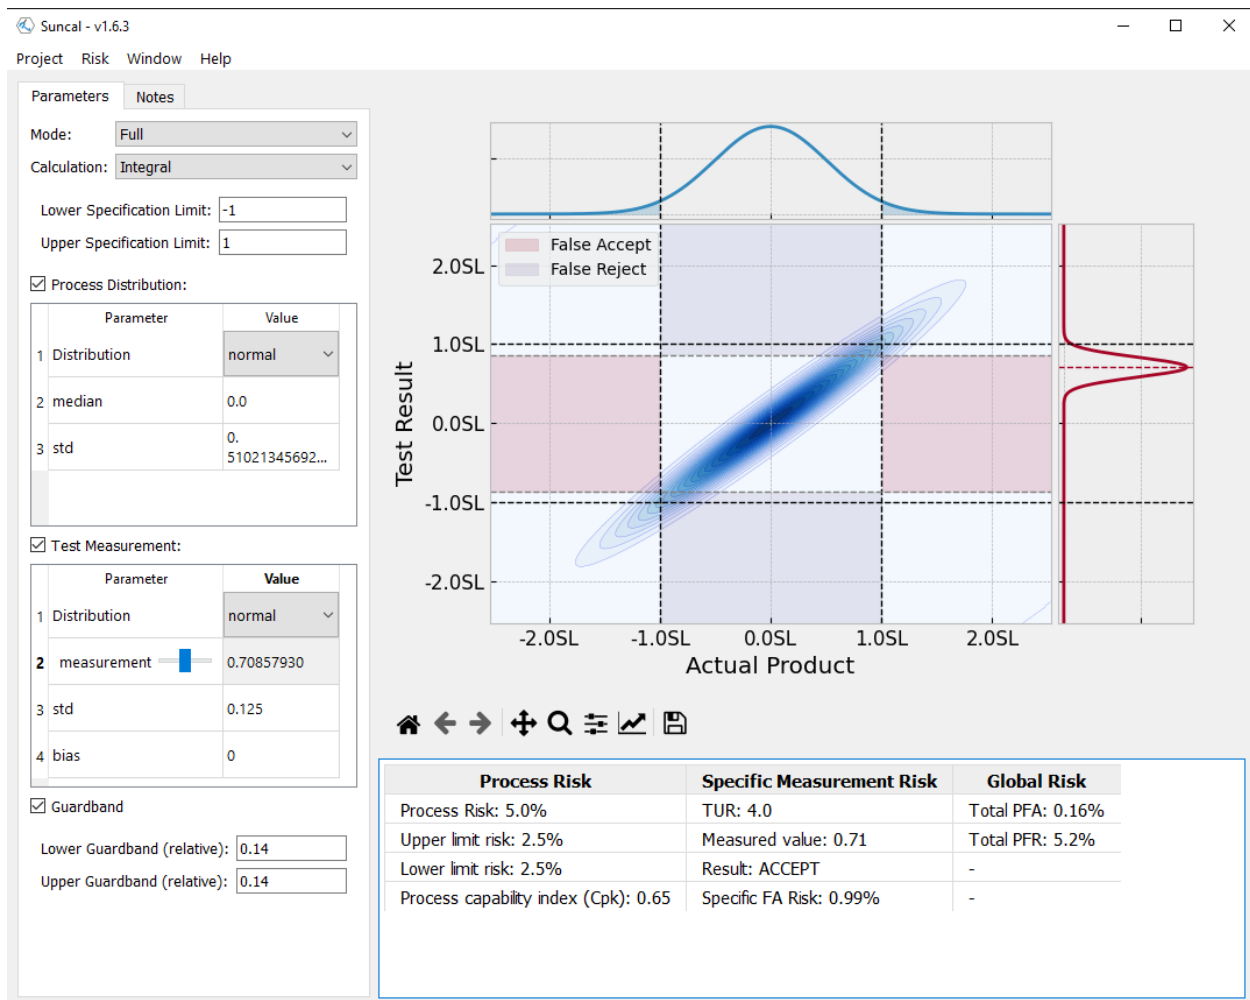 Suncal - v1.6.3
Project Risk Window Help
Parameters Notes
Mode: Full
Calculation: Integral
Lower Specification Limit: -1
Upper Specification Limit: 1
Process Distribution:
Parameter Value
1 Distribution normal
2 median 0.0
3 std 0.
51021345692...
Test Measurement:
Parameter Value
1 Distribution normal
2 measurement 0.70857930
3 std 0.125
4 bias 0
Guardband
Lower Guardband (relative): 0.14
Upper Guardband (relative): 0.14
False Accept
False Reject
Test Result
2.0SL
1.0SL
0.0SL
-1.0SL
-2.0SL
-2.0SL -1.0SL 0.0SL 1.0SL 2.0SL
Actual Product
Process Risk Specific Measurement Risk Global Risk
Process Risk: 5.0% TUR: 4.0 Total PFA: 0.16%
Upper limit risk: 2.5% Measured value: 0.71 Total PFR: 5.2%
Lower limit risk: 2.5% Result: ACCEPT -
Process capability index (Cpk): 0.65 Specific FA Risk: 0.99% -